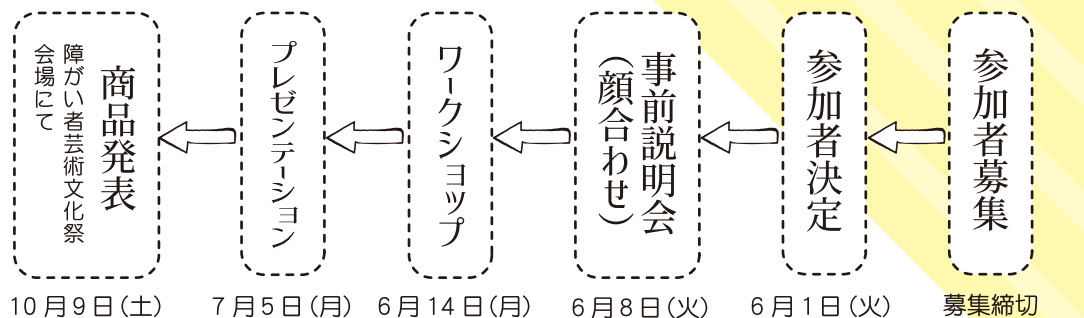 参加者募集
募集締切
参加者決定
6月1日(火)
事前説明会
(顔合わせ)
6月8日(火)
ワークショップ
6月14日(月)
プレゼンテーション
7月5日(月)
商品発表
障がい者芸術文化祭
会場にて
10月9日(土)